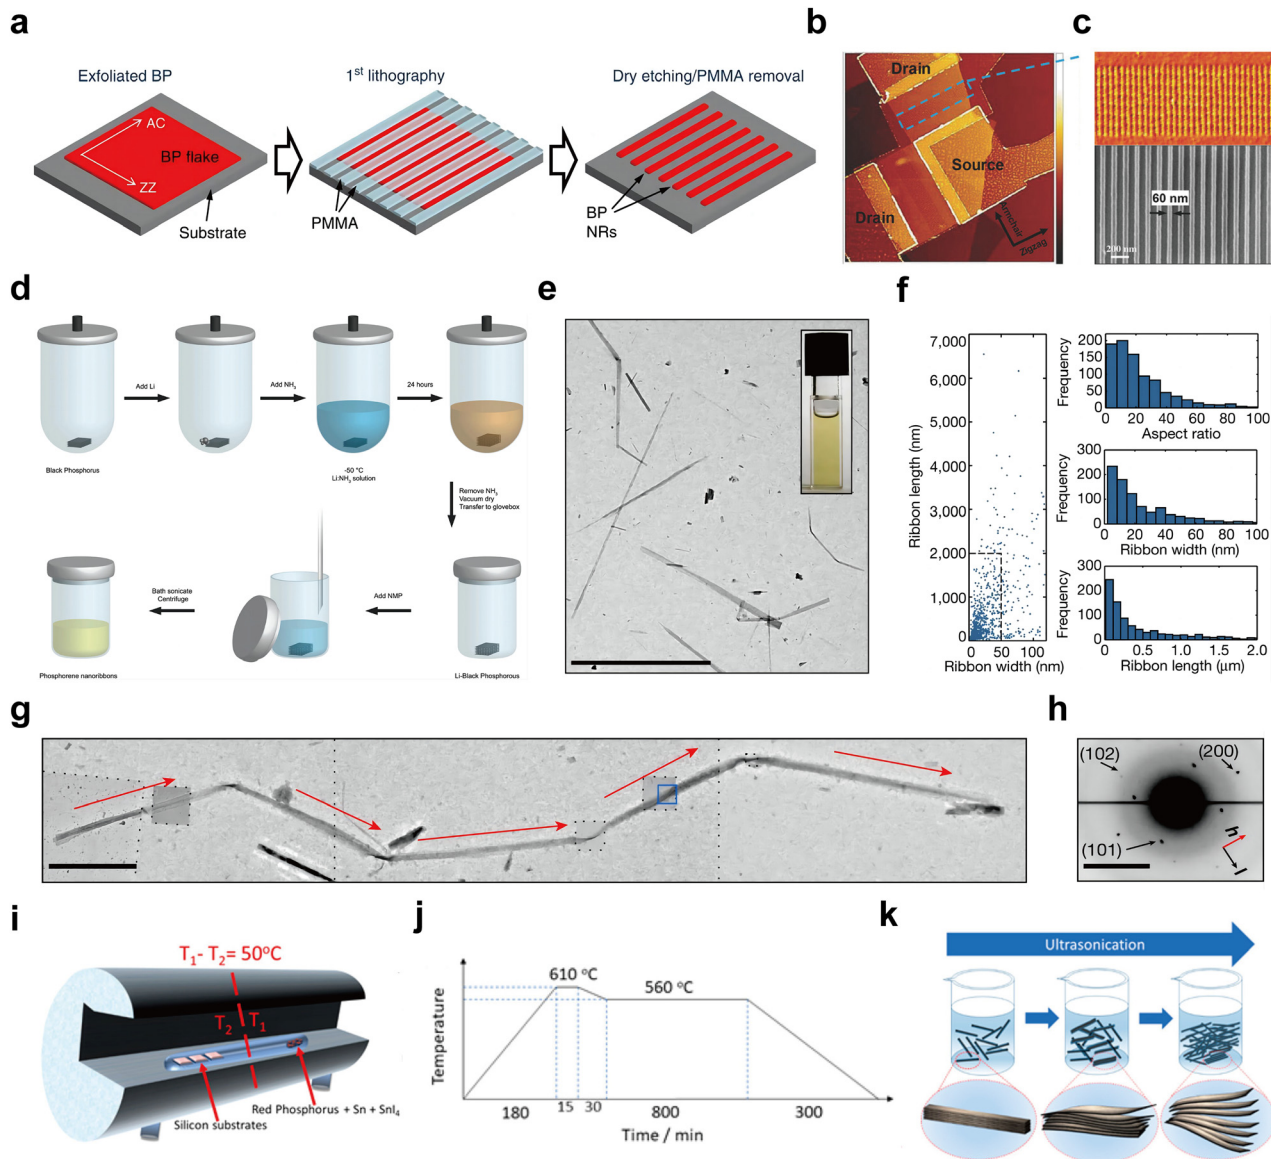 a
Exfoliated BP
AC
BP flake
ZZ
Substrate
1st lithography
PMMA
Dry etching/PMMA removal
BP
NRs
b
Drain
Source
Drain
Armchair
Zigzag
c
60 nm
200 nm
d
Add Li
Add NH3
24 hours
Black Phosphorus
-50 °C
Li:NH3 solution
Remove NH3
Vacuum dry
Transfer to glovebox
Bath sonicate
Centrifuge
Add NMP
Phosphorene nanoribbons
Li-Black Phosphorous
e
f
Ribbon length (nm)
7,000
6,000
5,000
4,000
3,000
2,000
1,000
0
0 50 100
Ribbon width (nm)
Frequency
200
150
100
50
0
0 20 40 60 80 100
Aspect ratio
Frequency
300
200
100
0
0 20 40 60 80 100
Ribbon width (nm)
Frequency
300
200
100
0
0 0.5 1.0 1.5 2.0
Ribbon length (μm)
g
h
(102)
(200)
(101)
h
l
i
T1- T2= 50°C
T2 T1
Red Phosphorus + Sn + SnI4
Silicon substrates
j
Temperature
610 °C
560 °C
180 15 30 800 300
Time / min
k
Ultrasonication